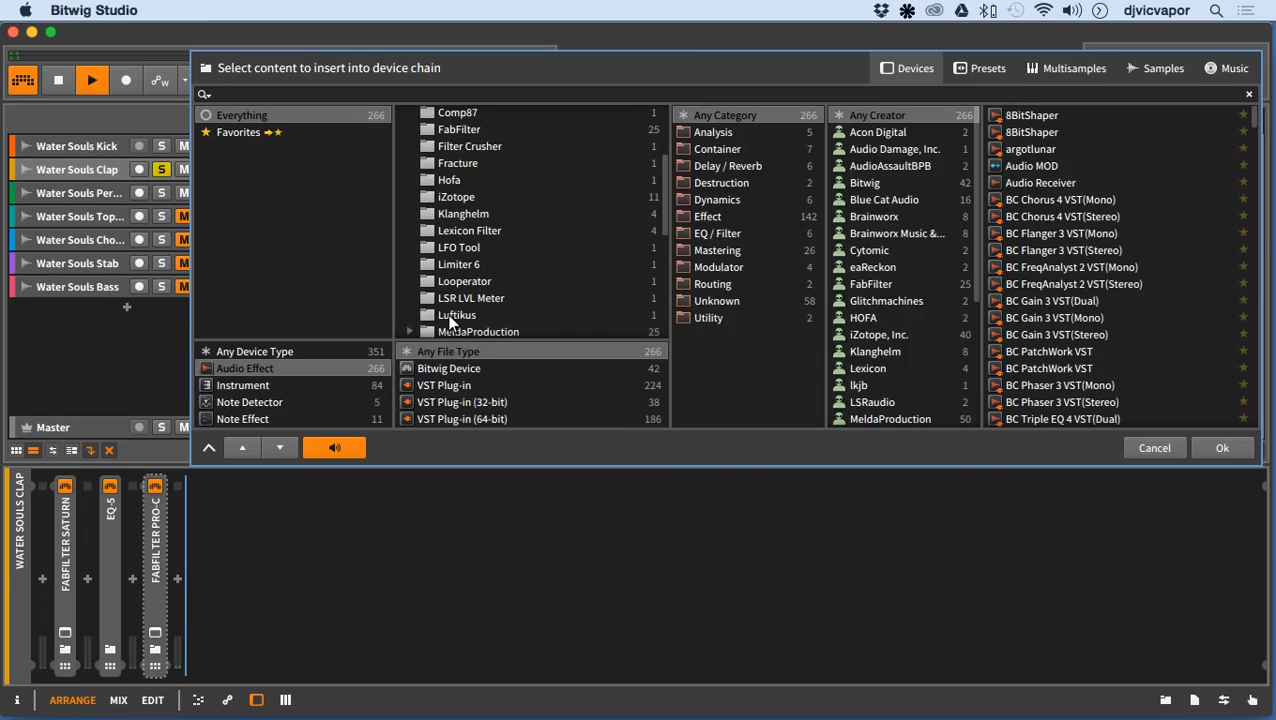 Bitwig Studio
djvicvapor
Select content to insert into device chain
Devices
Presets
Multisamples
Samples
Music
Everything 266
Favorites
Comp87 1
FabFilter 25
Filter Crusher 1
Fracture 1
Hofa 1
iZotope 11
Klanghelm 4
Lexicon Filter 4
LFO Tool 1
Limiter 6 1
Looperator 1
LSR LVL Meter 1
Luftikus 1
MeldaProduction 25
Any Category 266
Analysis 5
Container 7
Delay / Reverb 6
Destruction 2
Dynamics 6
Effect 142
EQ / Filter 6
Mastering 26
Modulator 4
Routing 2
Unknown 58
Utility 2
Any Creator 266
Acon Digital 2
Audio Damage, Inc. 1
AudioAssaultBPB 2
Bitwig 42
Blue Cat Audio 16
Brainworx 8
Brainworx Music &... 8
Cytomic 2
eaReckon 2
FabFilter 25
Glitchmachines 2
HOFA 1
iZotope, Inc. 40
Klanghelm 8
Lexicon 4
lkjb 1
LSRaudio 2
MeldaProduction 50
8BitShaper
8BitShaper
argotlunar
Audio MOD
Audio Receiver
BC Chorus 4 VST(Mono)
BC Chorus 4 VST(Stereo)
BC Flanger 3 VST(Mono)
BC Flanger 3 VST(Stereo)
BC FreqAnalyst 2 VST(Mono)
BC FreqAnalyst 2 VST(Stereo)
BC Gain 3 VST(Dual)
BC Gain 3 VST(Mono)
BC Gain 3 VST(Stereo)
BC PatchWork VST
BC PatchWork VST
BC Phaser 3 VST(Mono)
BC Phaser 3 VST(Stereo)
BC Triple EQ 4 VST(Dual)
Any Device Type 351
Audio Effect 266
Instrument 84
Note Detector 5
Note Effect 11
Any File Type 266
Bitwig Device 42
VST Plug-in 224
VST Plug-in (32-bit) 38
VST Plug-in (64-bit) 186
Cancel
Ok
Water Souls Kick S M
Water Souls Clap S M
Water Souls Per... S M
Water Souls Top... S M
Water Souls Cho... S M
Water Souls Stab S M
Water Souls Bass S M
Master S M
WATER SOULS CLAP
FABFILTER SATURN
EQ-5
FABFILTER PRO-C
i
ARRANGE
MIX
EDIT